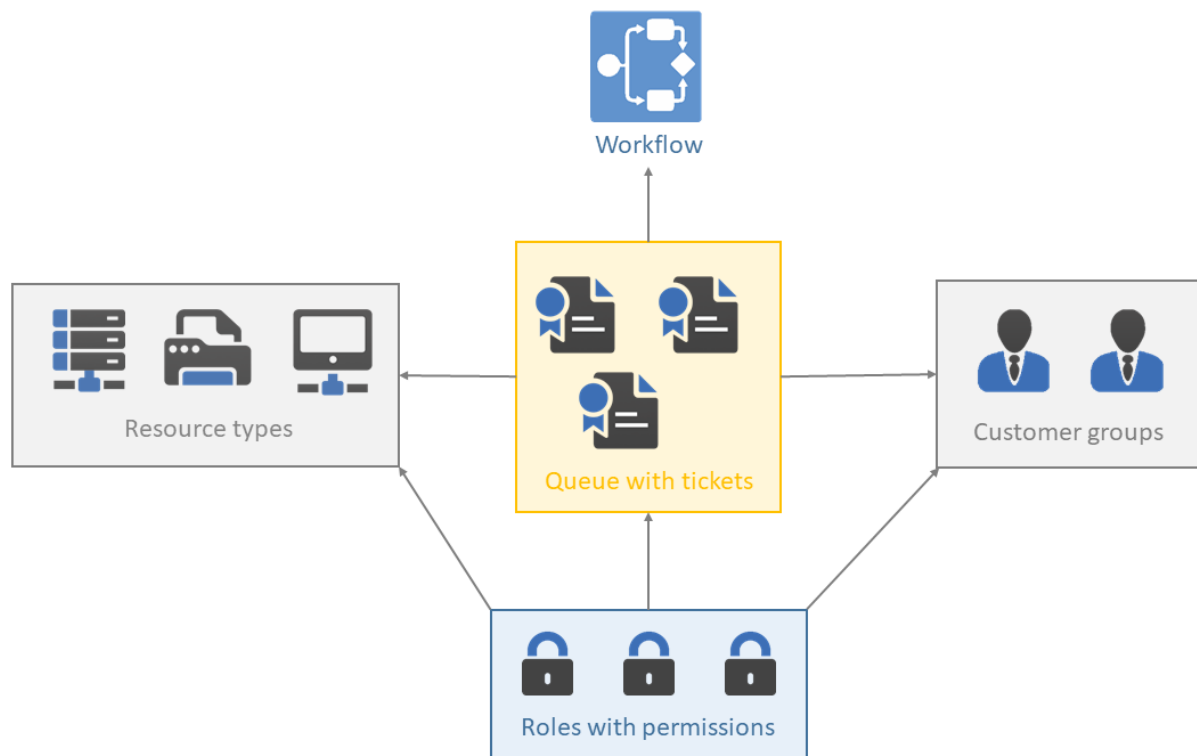 Workflow
Resource types
Queue with tickets
Customer groups
Roles with permissions